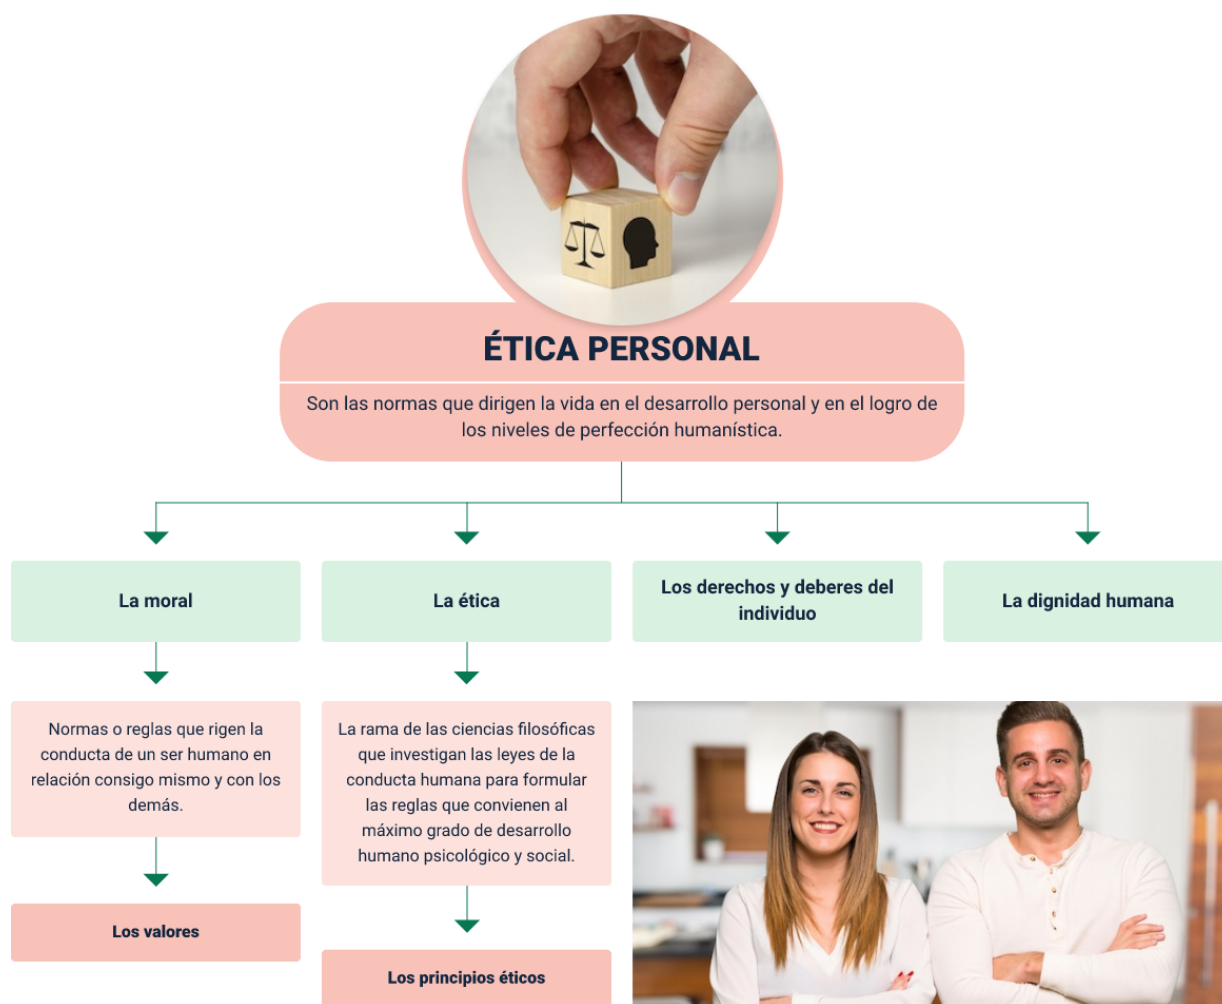 ÉTICA PERSONAL
Son las normas que dirigen la vida en el desarrollo personal y en el logro de
los niveles de perfección humanística.
La moral
La ética
Los derechos y deberes del
individuo
La dignidad humana
Normas o reglas que rigen la
conducta de un ser humano en
relación consigo mismo y con los
demás.
La rama de las ciencias filosóficas
que investigan las leyes de la
conducta humana para formular
las reglas que convienen al
máximo grado de desarrollo
humano psicológico y social.
Los valores
Los principios éticos